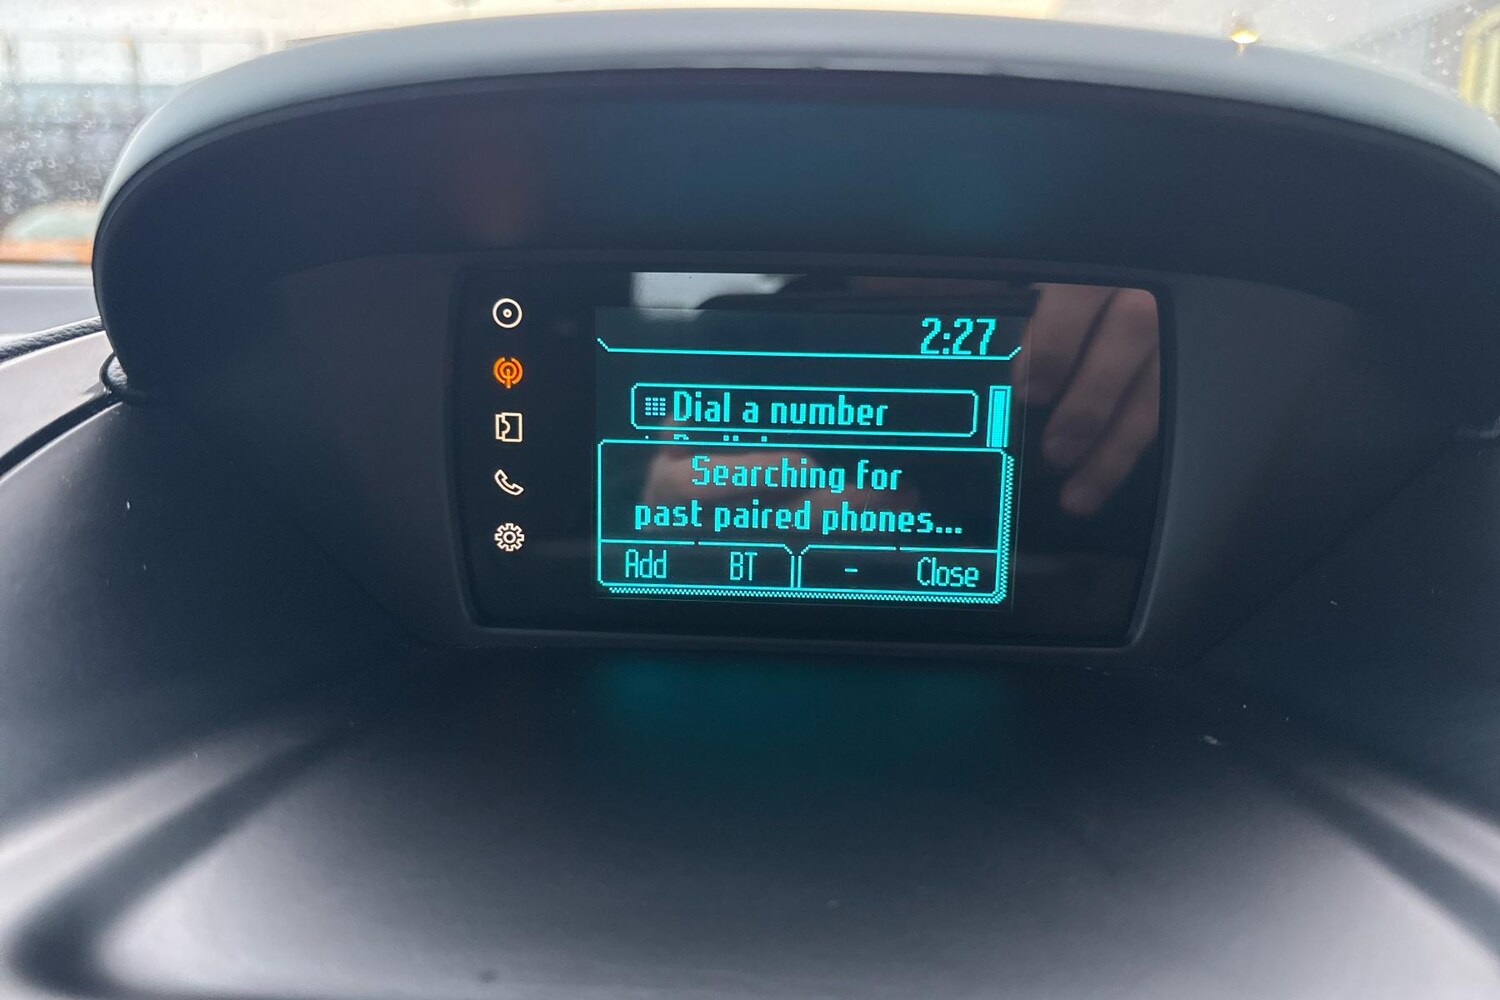 2:27
Dial a number
Searching for
past paired phones...
Add BT - Close